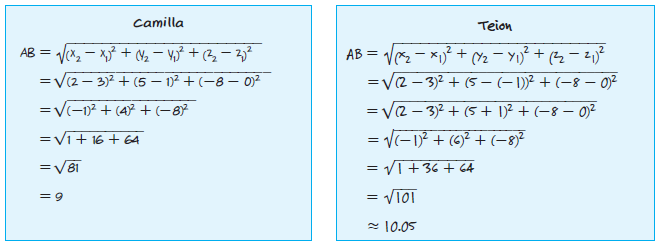 Camilla
AB = √(x₂ − x₁)² + (y₂ − y₁)² + (z₂ − z₁)²
= √(2 − 3)² + (5 − 1)² + (−8 − 0)²
= √(−1)² + (4)² + (−8)²
= √1 + 16 + 64
= √81
= 9
Teion
AB = √(x₂ − x₁)² + (y₂ − y₁)² + (z₂ − z₁)²
= √(2 − 3)² + (5 − (−1))² + (−8 − 0)²
= √(2 − 3)² + (5 + 1)² + (−8 − 0)²
= √(−1)² + (6)² + (−8)²
= √1 + 36 + 64
= √101
≈ 10.05